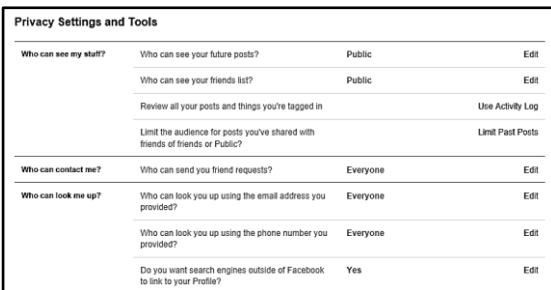 Privacy Settings and Tools
Who can see my stuff? Who can see your future posts? Public Edit
Who can see your friends list? Public Edit
Review all your posts and things you're tagged in Use Activity Log
Limit the audience for posts you've shared with Limit Past Posts
friends of friends or Public?
Who can contact me? Who can send you friend requests? Everyone Edit
Who can look me up? Who can look you up using the email address you Everyone Edit
provided?
Who can look you up using the phone number you Everyone Edit
provided?
Do you want search engines outside of Facebook Yes Edit
to link to your Profile?